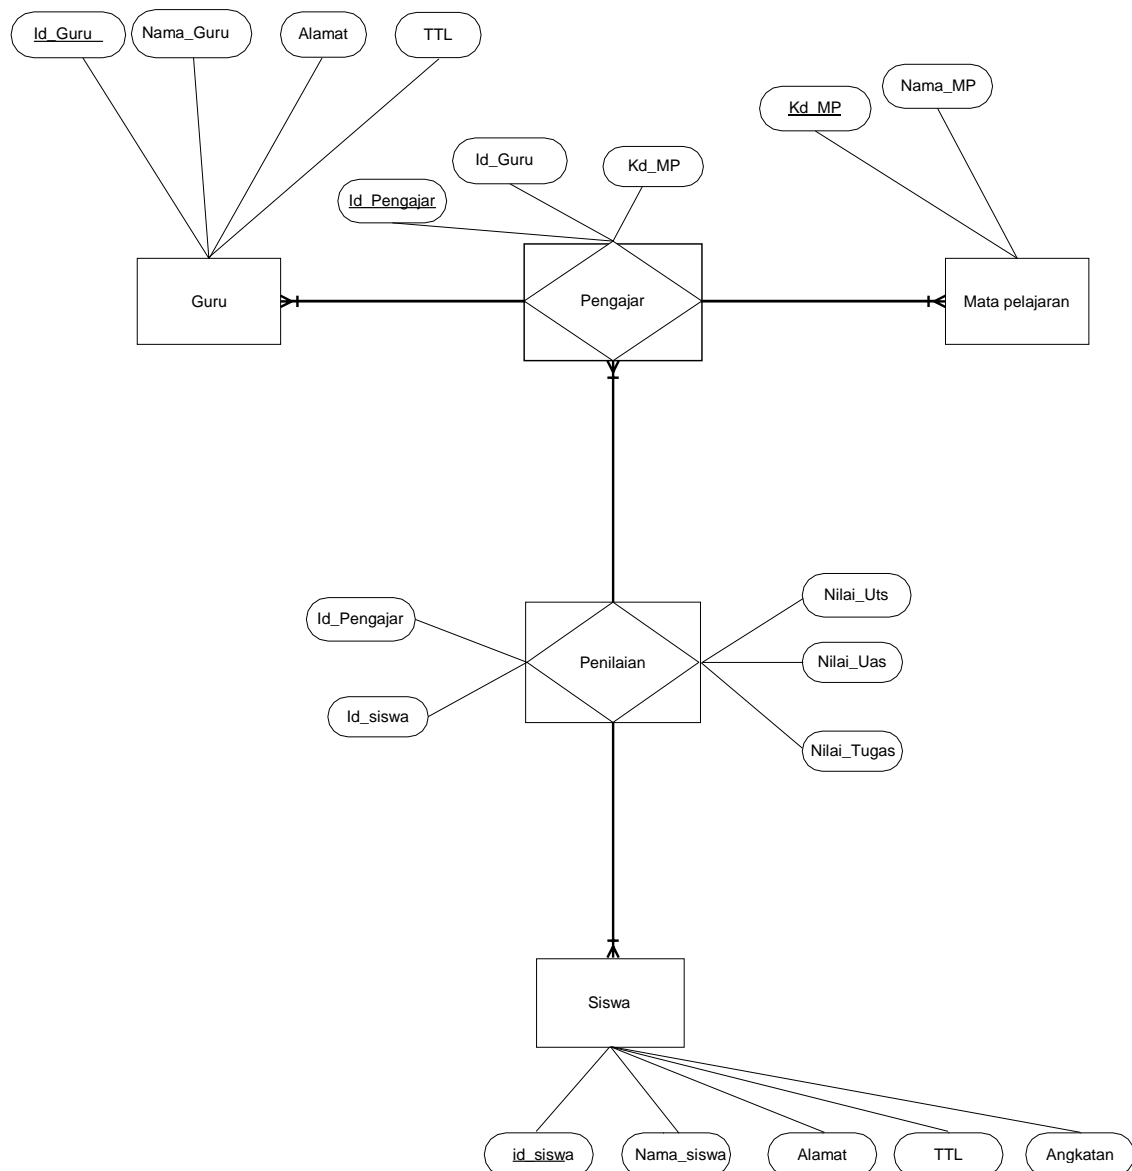 Id_Guru
Nama_Guru
Alamat
TTL
Kd_MP
Nama_MP
Id_Pengajar
Id_Guru
Kd_MP
Guru
Pengajar
Mata pelajaran
Id_Pengajar
Id_siswa
Penilaian
Nilai_Uts
Nilai_Uas
Nilai_Tugas
Siswa
id_siswa
Nama_siswa
Alamat
TTL
Angkatan